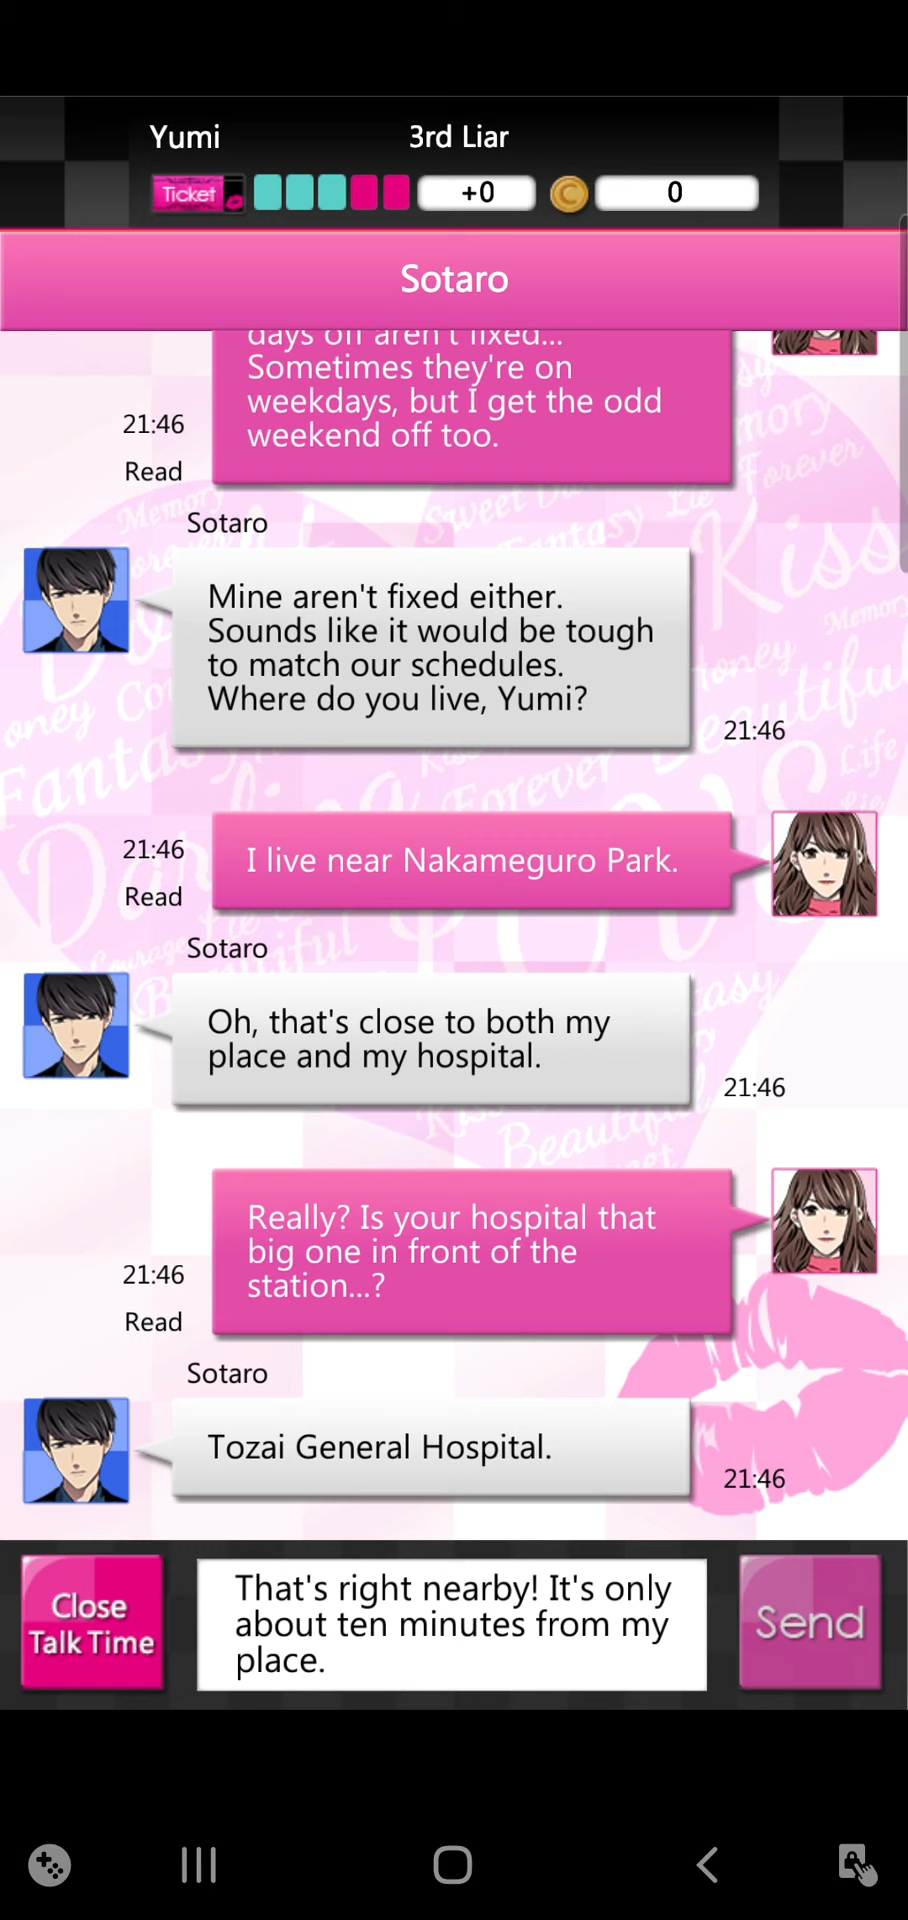 Yumi
3rd Liar
Ticket
+0
C
0
Sotaro
days off aren't fixed...
Sometimes they're on
weekdays, but I get the odd
weekend off too.
21:46
Read
Sotaro
Mine aren't fixed either.
Sounds like it would be tough
to match our schedules.
Where do you live, Yumi?
21:46
I live near Nakameguro Park.
21:46
Read
Sotaro
Oh, that's close to both my
place and my hospital.
21:46
Really? Is your hospital that
big one in front of the
station...?
21:46
Read
Sotaro
Tozai General Hospital.
21:46
Close
Talk Time
That's right nearby! It's only
about ten minutes from my
place.
Send